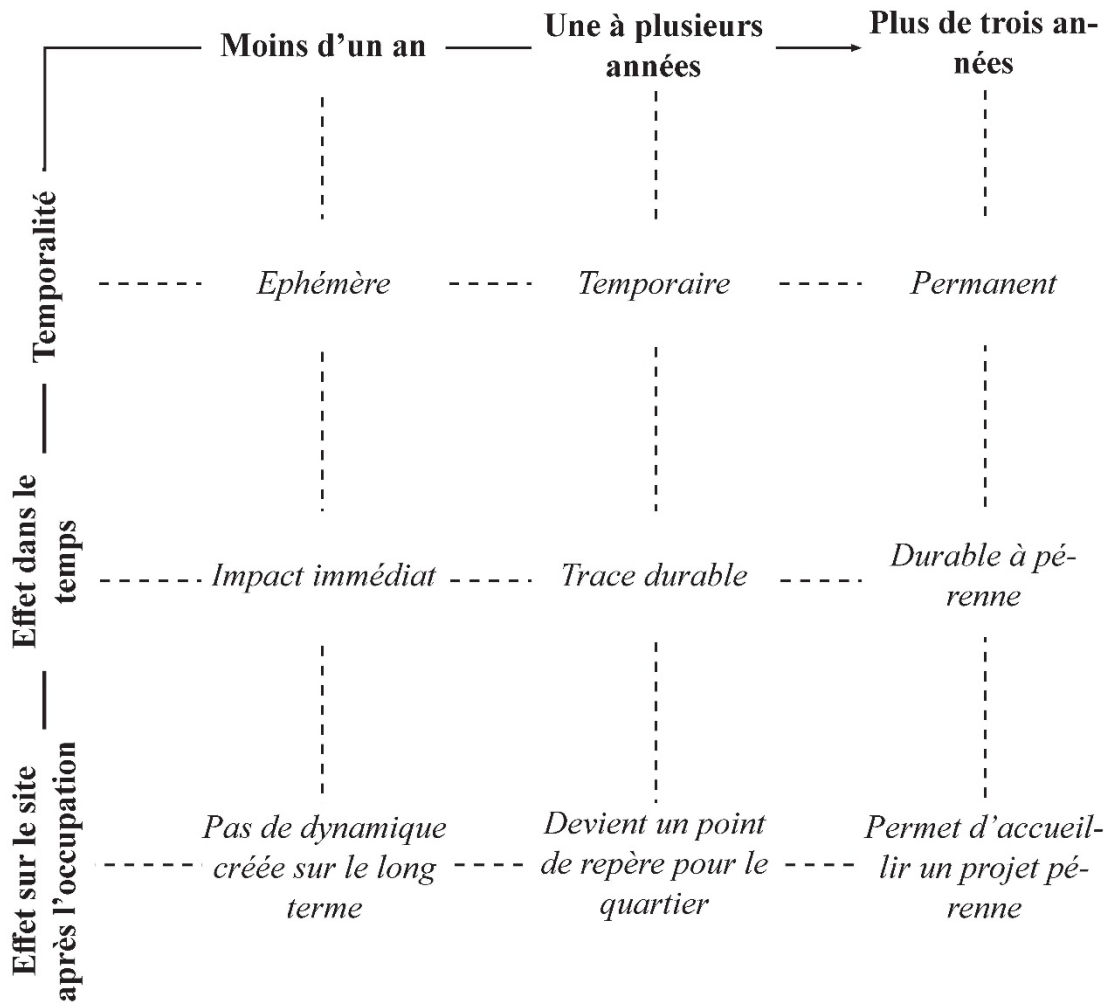 Moins d'un an
Une à plusieurs
années
Plus de trois an-
nées
Temporalité
Ephémère
Temporaire
Permanent
Effet dans le
temps
Impact immédiat
Trace durable
Durable à pé-
renne
Effet sur le site
après l'occupation
Pas de dynamique
créée sur le long
terme
Devient un point
de repère pour le
quartier
Permet d'accueil-
lir un projet pé-
renne